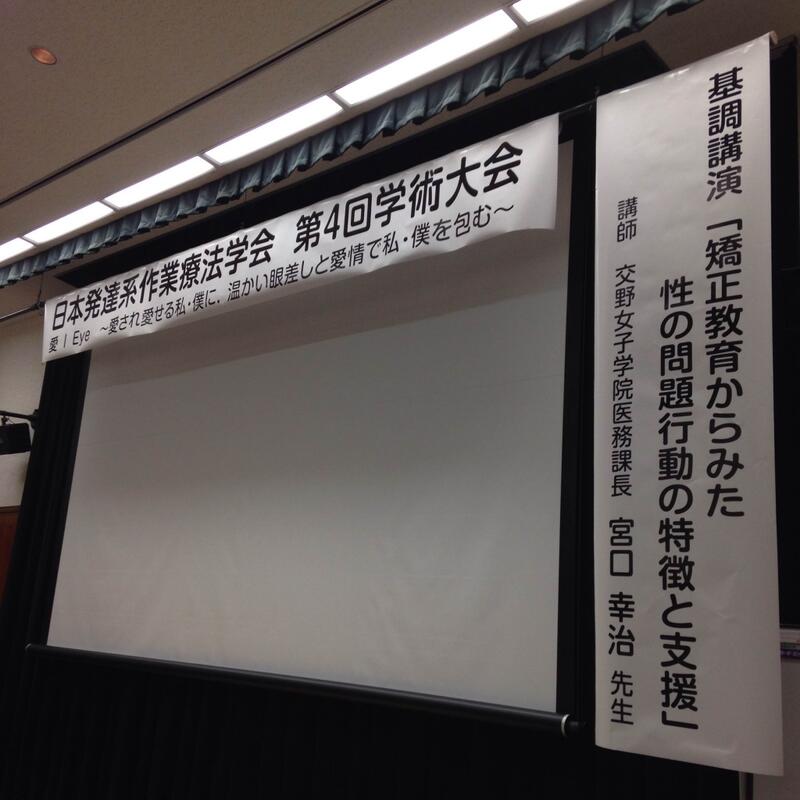 日本発達系作業療法学会 第4回学術大会
愛 I Eye ～愛され愛せる私・僕に、温かい眼差しと愛情で私・僕を包む～
基調講演「矯正教育からみた
性の問題行動の特徴と支援」
講師 交野女子学院医務課長 宮口 幸治 先生